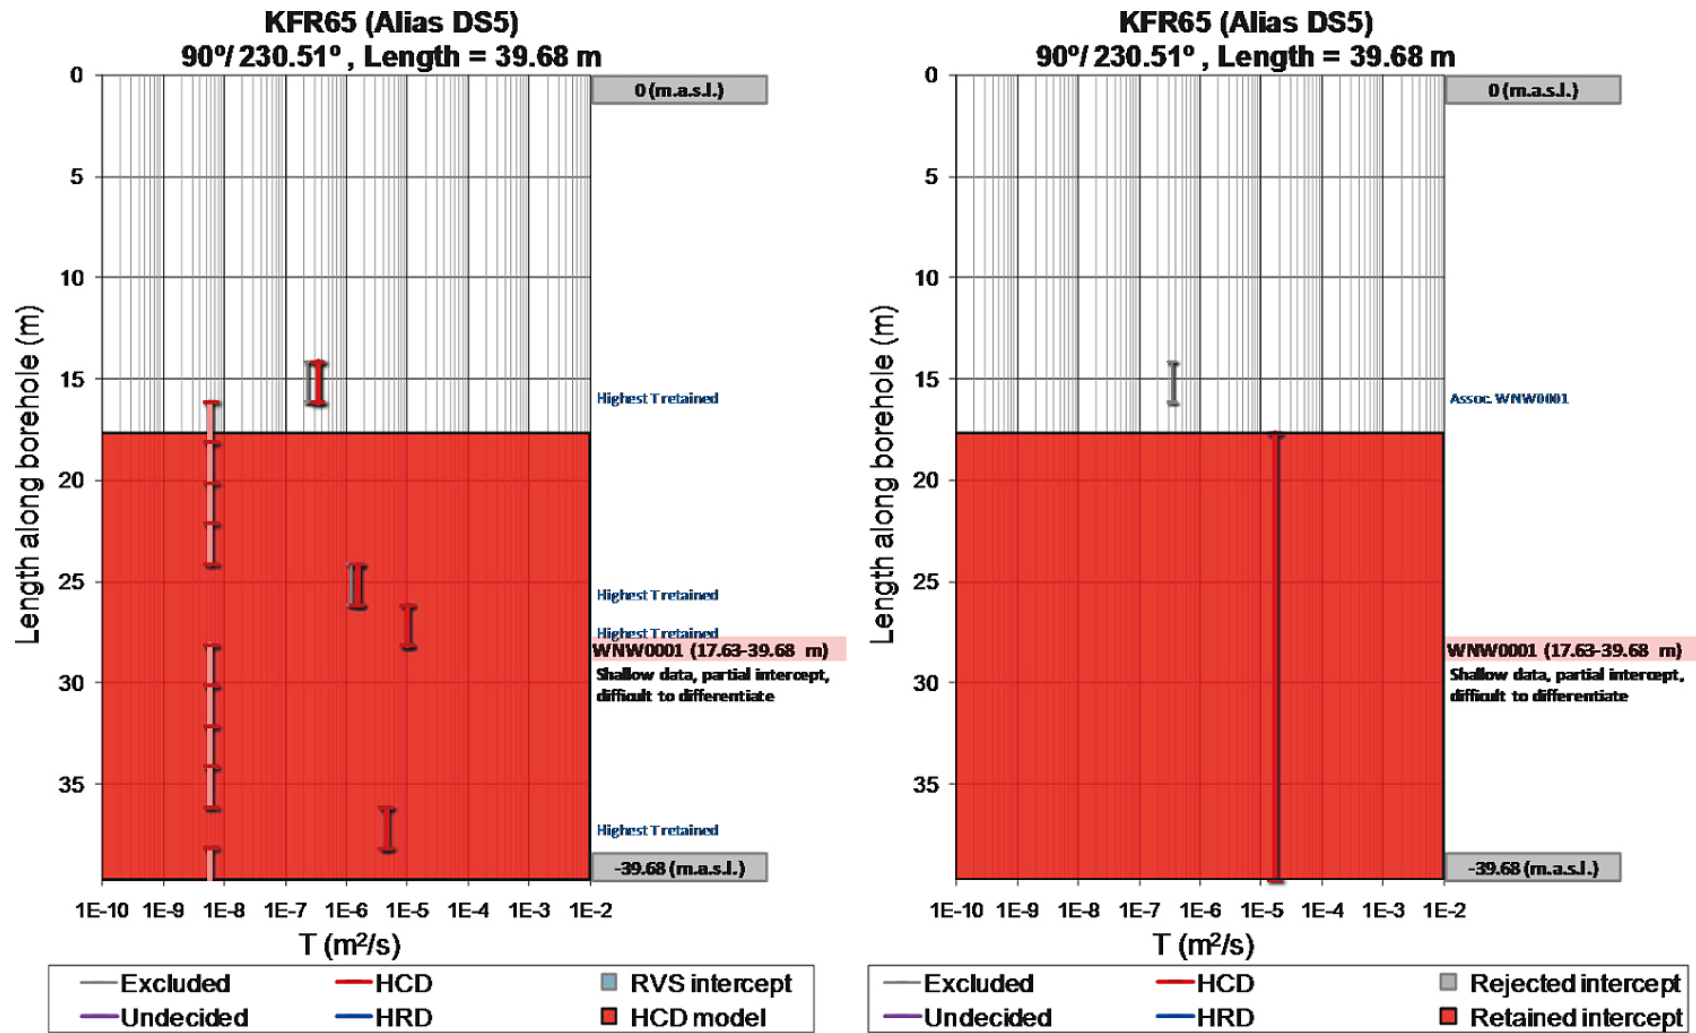 KFR65 (Alias DS5)
90º/ 230.51º , Length = 39.68 m
0
5
10
15
20
25
30
35
Length along borehole (m)
0 (m.a.s.l.)
Highest T retained
Highest T retained
Highest T retained
WNW0001 (17.63-39.68 m)
Shallow data, partial intercept,
difficult to differentiate
Highest T retained
-39.68 (m.a.s.l.)
1E-10 1E-9 1E-8 1E-7 1E-6 1E-5 1E-4 1E-3 1E-2
T (m²/s)
Excluded HCD RVS intercept
Undecided HRD HCD model
KFR65 (Alias DS5)
90º/ 230.51º , Length = 39.68 m
0
5
10
15
20
25
30
35
Length along borehole (m)
0 (m.a.s.l.)
Assoc. WNW0001
WNW0001 (17.63-39.68 m)
Shallow data, partial intercept,
difficult to differentiate
-39.68 (m.a.s.l.)
1E-10 1E-9 1E-8 1E-7 1E-6 1E-5 1E-4 1E-3 1E-2
T (m²/s)
Excluded HCD Rejected intercept
Undecided HRD Retained intercept